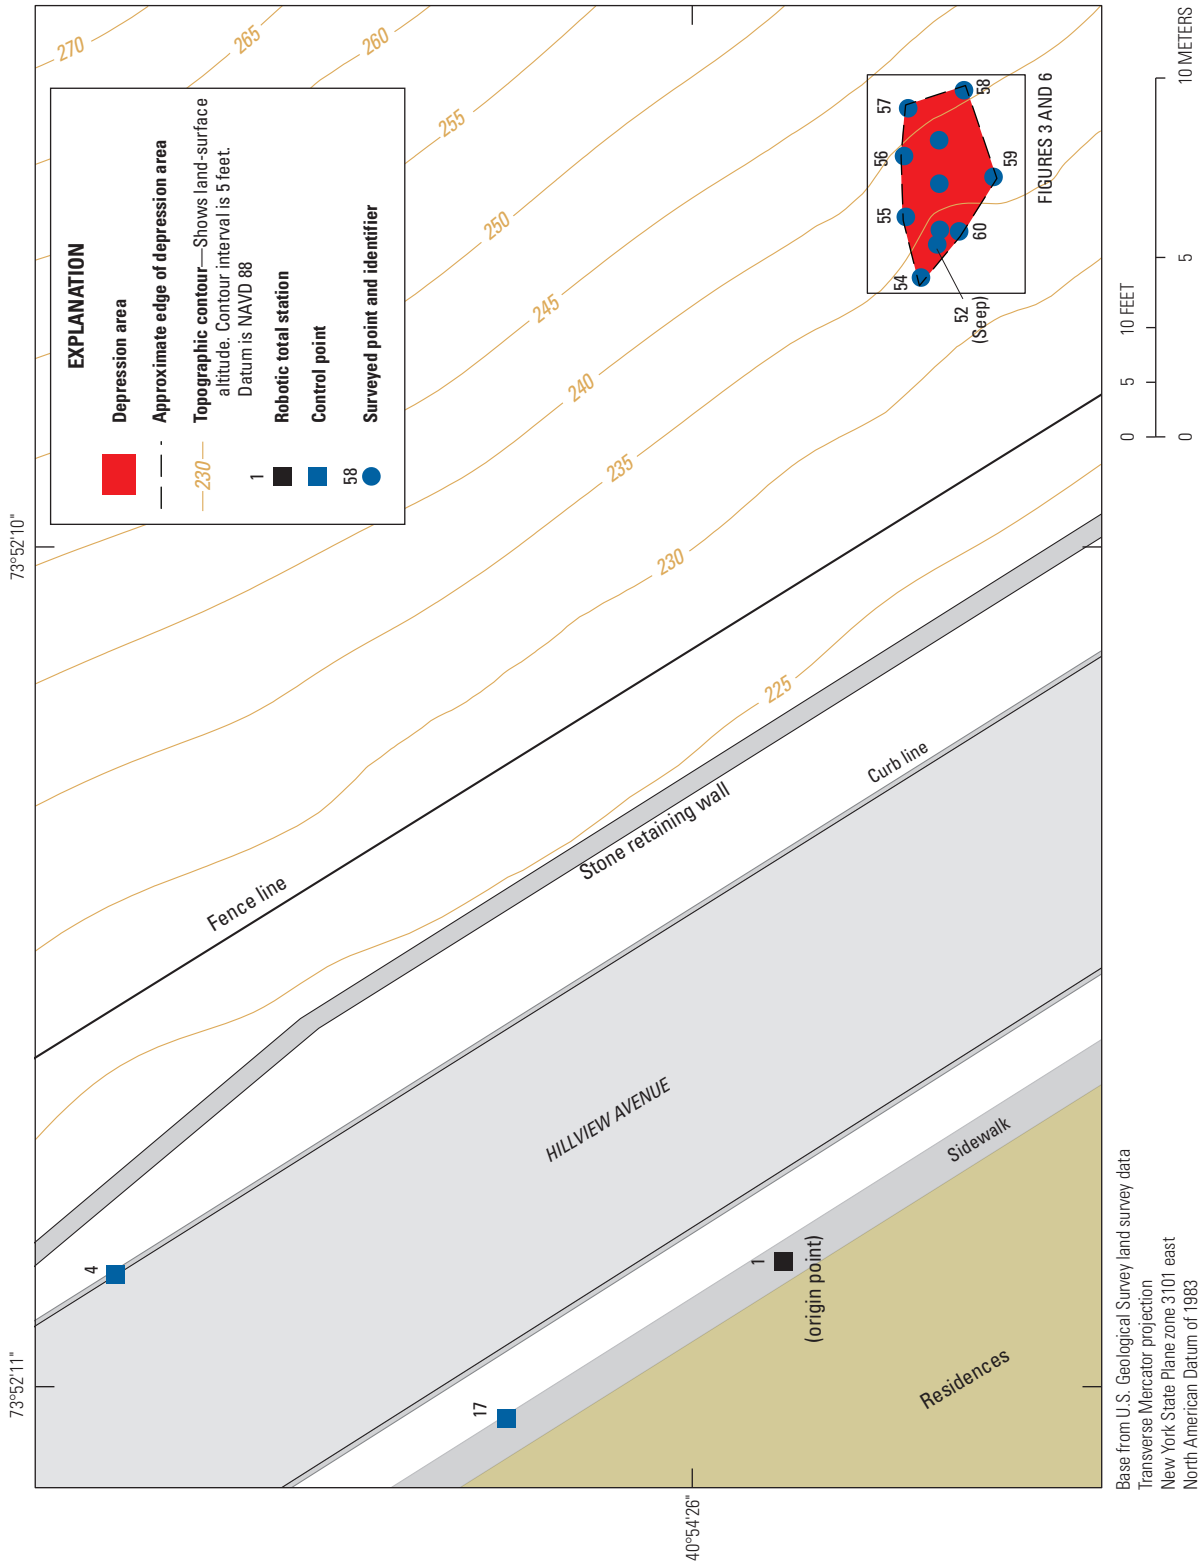 73°52'11"
73°52'10"
40°54'26"
EXPLANATION
Depression area
Approximate edge of depression area
230
Topographic contour—Shows land-surface
altitude. Contour interval is 5 feet.
Datum is NAVD 88
1
Robotic total station
Control point
58
Surveyed point and identifier
270
265
260
255
250
245
240
235
230
225
Fence line
Stone retaining wall
Curb line
HILLVIEW AVENUE
Sidewalk
Residences
4
17
1
(origin point)
54
55
56
57
58
59
60
52
(Seep)
FIGURES 3 AND 6
0
5
10 FEET
0
5
10 METERS
Base from U.S. Geological Survey land survey data
Transverse Mercator projection
New York State Plane zone 3101 east
North American Datum of 1983